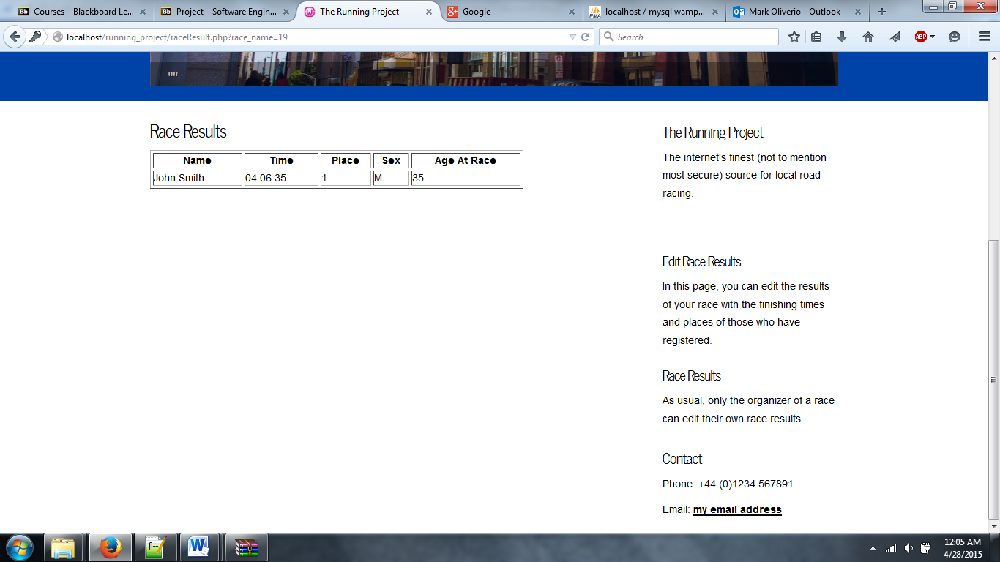 Courses – Blackboard Le...
Project – Software Engin...
The Running Project
Google+
localhost / mysql wamp...
Mark Oliverio - Outlook
localhost/running_project/raceResult.php?race_name=19
Search
ABP
""
Race Results
Name Time Place Sex Age At Race
John Smith 04:06:35 1 M 35
The Running Project
The internet's finest (not to mention
most secure) source for local road
racing.
Edit Race Results
In this page, you can edit the results
of your race with the finishing times
and places of those who have
registered.
Race Results
As usual, only the organizer of a race
can edit their own race results.
Contact
Phone: +44 (0)1234 567891
Email: my email address
12:05 AM
4/28/2015